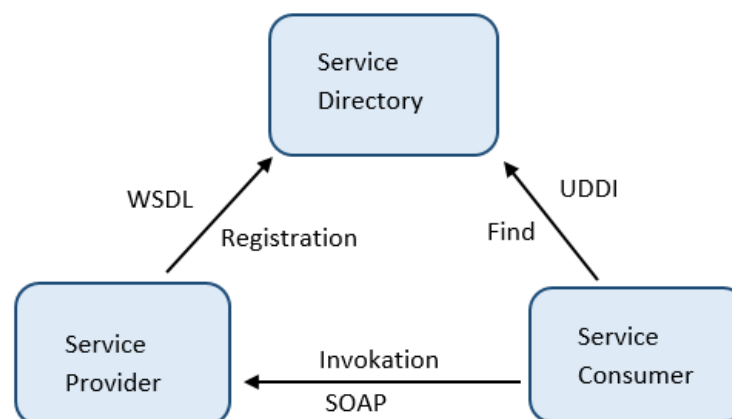 Service
Directory
WSDL
UDDI
Registration
Find
Service
Provider
Invokation
SOAP
Service
Consumer